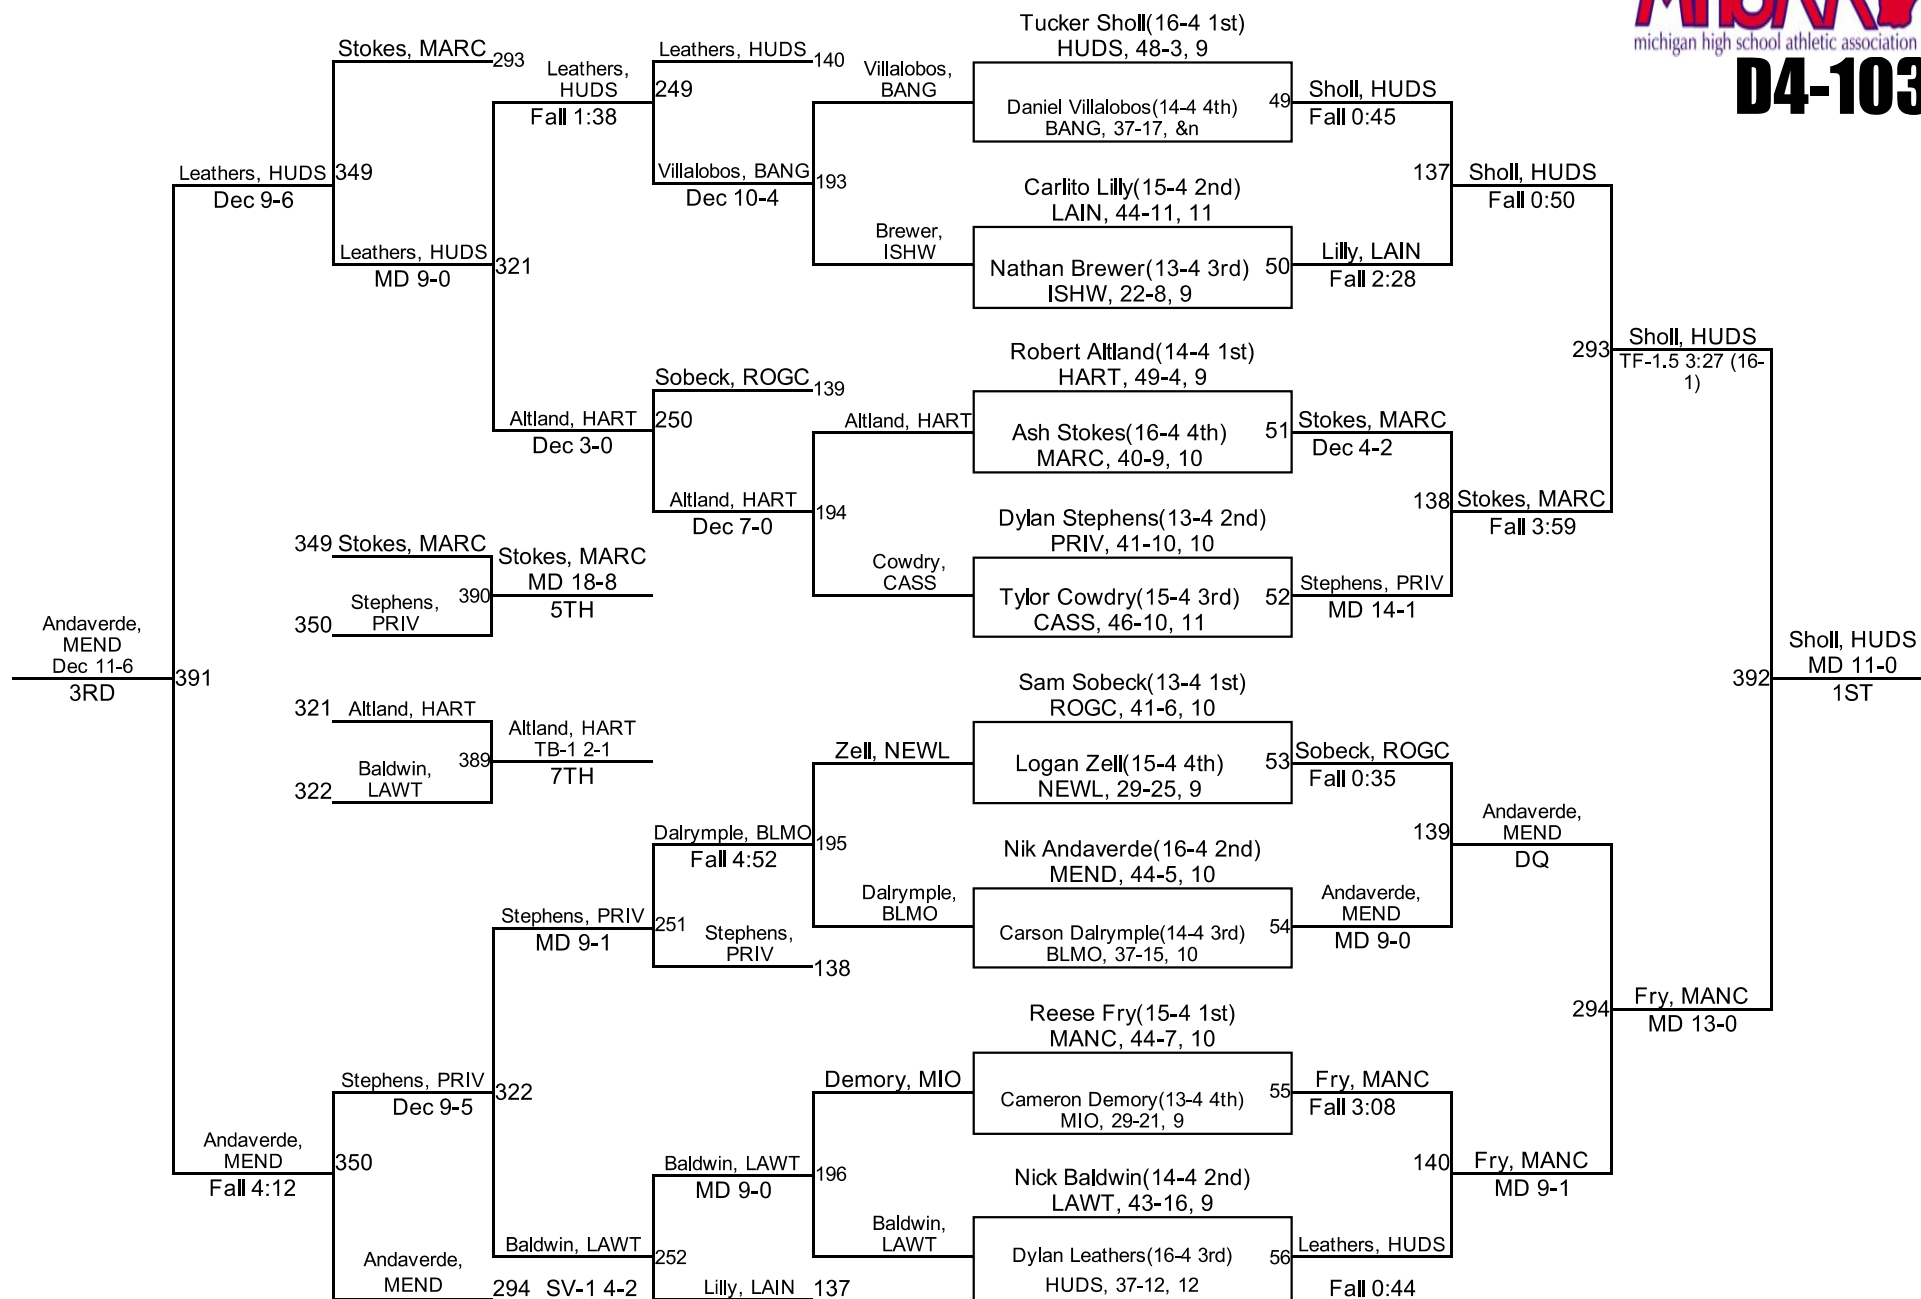 michigan high school athletic association
D4-103
Stokes, MARC
293
Leathers, HUDS
349
Dec 9-6
Leathers, HUDS
MD 9-0
321
Leathers,
HUDS
Fall 1:38
Leathers, HUDS
140
249
Villalobos, BANG
Dec 10-4
193
Villalobos,
BANG
Brewer,
ISHW
Sobeck, ROGC
139
Altland, HART
250
Dec 3-0
Altland, HART
Dec 7-0
194
Altland, HART
Cowdry,
CASS
349 Stokes, MARC
350
Stephens,
PRIV
390
Stokes, MARC
MD 18-8
5TH
Andaverde,
MEND
Dec 11-6
3RD
391
321 Altland, HART
322
Baldwin,
LAWT
389
Altland, HART
TB-1 2-1
7TH
Zell, NEWL
Dalrymple, BLMO
Fall 4:52
195
Dalrymple,
BLMO
Stephens, PRIV
MD 9-1
251
Stephens,
PRIV
138
Stephens, PRIV
Dec 9-5
322
Andaverde,
MEND
Fall 4:12
350
Demory, MIO
Baldwin, LAWT
MD 9-0
196
Baldwin,
LAWT
Baldwin, LAWT
252
SV-1 4-2
Lilly, LAIN 137
Andaverde,
MEND
294
Tucker Sholl(16-4 1st)
HUDS, 48-3, 9
Daniel Villalobos(14-4 4th)
BANG, 37-17, &n
49
Carlito Lilly(15-4 2nd)
LAIN, 44-11, 11
Nathan Brewer(13-4 3rd)
ISHW, 22-8, 9
50
Robert Altland(14-4 1st)
HART, 49-4, 9
Ash Stokes(16-4 4th)
MARC, 40-9, 10
51
Dylan Stephens(13-4 2nd)
PRIV, 41-10, 10
Tylor Cowdry(15-4 3rd)
CASS, 46-10, 11
52
Sam Sobeck(13-4 1st)
ROGC, 41-6, 10
Logan Zell(15-4 4th)
NEWL, 29-25, 9
53
Nik Andaverde(16-4 2nd)
MEND, 44-5, 10
Carson Dalrymple(14-4 3rd)
BLMO, 37-15, 10
54
Reese Fry(15-4 1st)
MANC, 44-7, 10
Cameron Demory(13-4 4th)
MIO, 29-21, 9
55
Nick Baldwin(14-4 2nd)
LAWT, 43-16, 9
Dylan Leathers(16-4 3rd)
HUDS, 37-12, 12
56
Sholl, HUDS
Fall 0:45
137
Lilly, LAIN
Fall 2:28
Sholl, HUDS
Fall 0:50
Stokes, MARC
Dec 4-2
138
Stephens, PRIV
MD 14-1
Stokes, MARC
Fall 3:59
293
Sholl, HUDS
TF-1.5 3:27 (16-
1)
Sobeck, ROGC
Fall 0:35
139
Andaverde,
MEND
MD 9-0
Andaverde,
MEND
DQ
Fry, MANC
Fall 3:08
140
Leathers, HUDS
Fall 0:44
Fry, MANC
MD 9-1
294
Fry, MANC
MD 13-0
392
Sholl, HUDS
MD 11-0
1ST